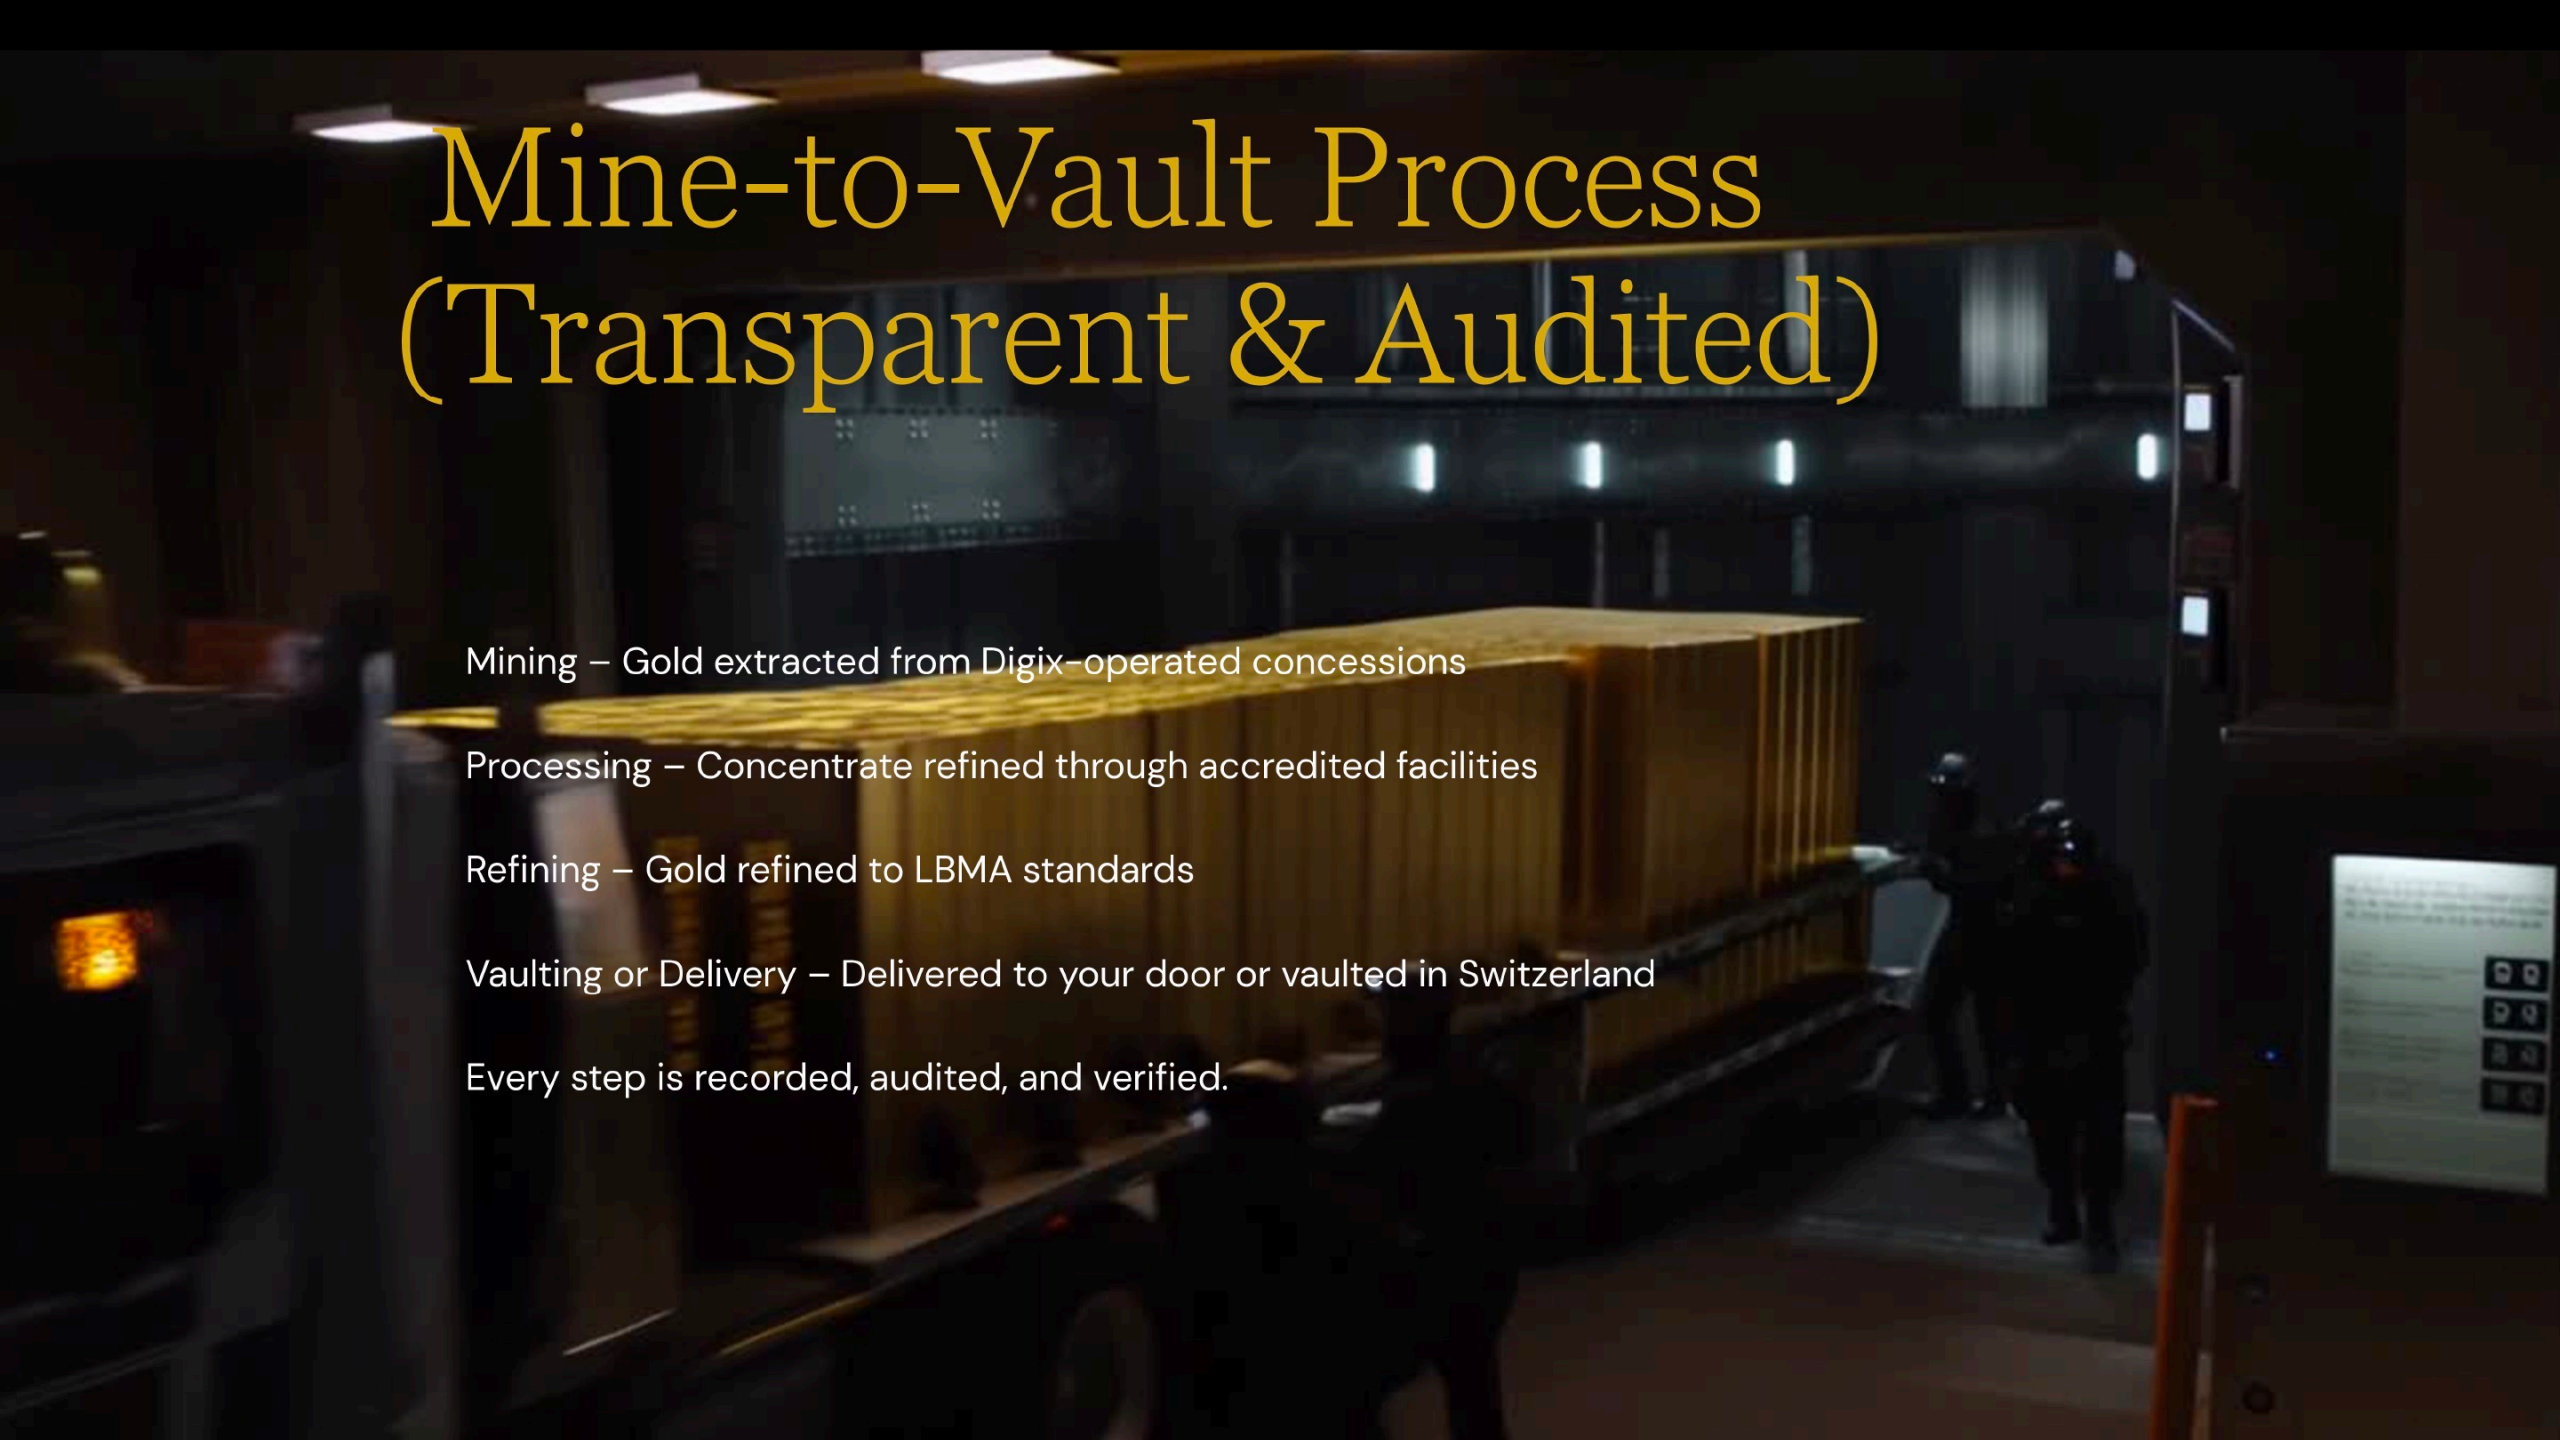 Mine-to-Vault Process
(Transparent & Audited)
Mining – Gold extracted from Digix-operated concessions
Processing – Concentrate refined through accredited facilities
Refining – Gold refined to LBMA standards
Vaulting or Delivery – Delivered to your door or vaulted in Switzerland
Every step is recorded, audited, and verified.